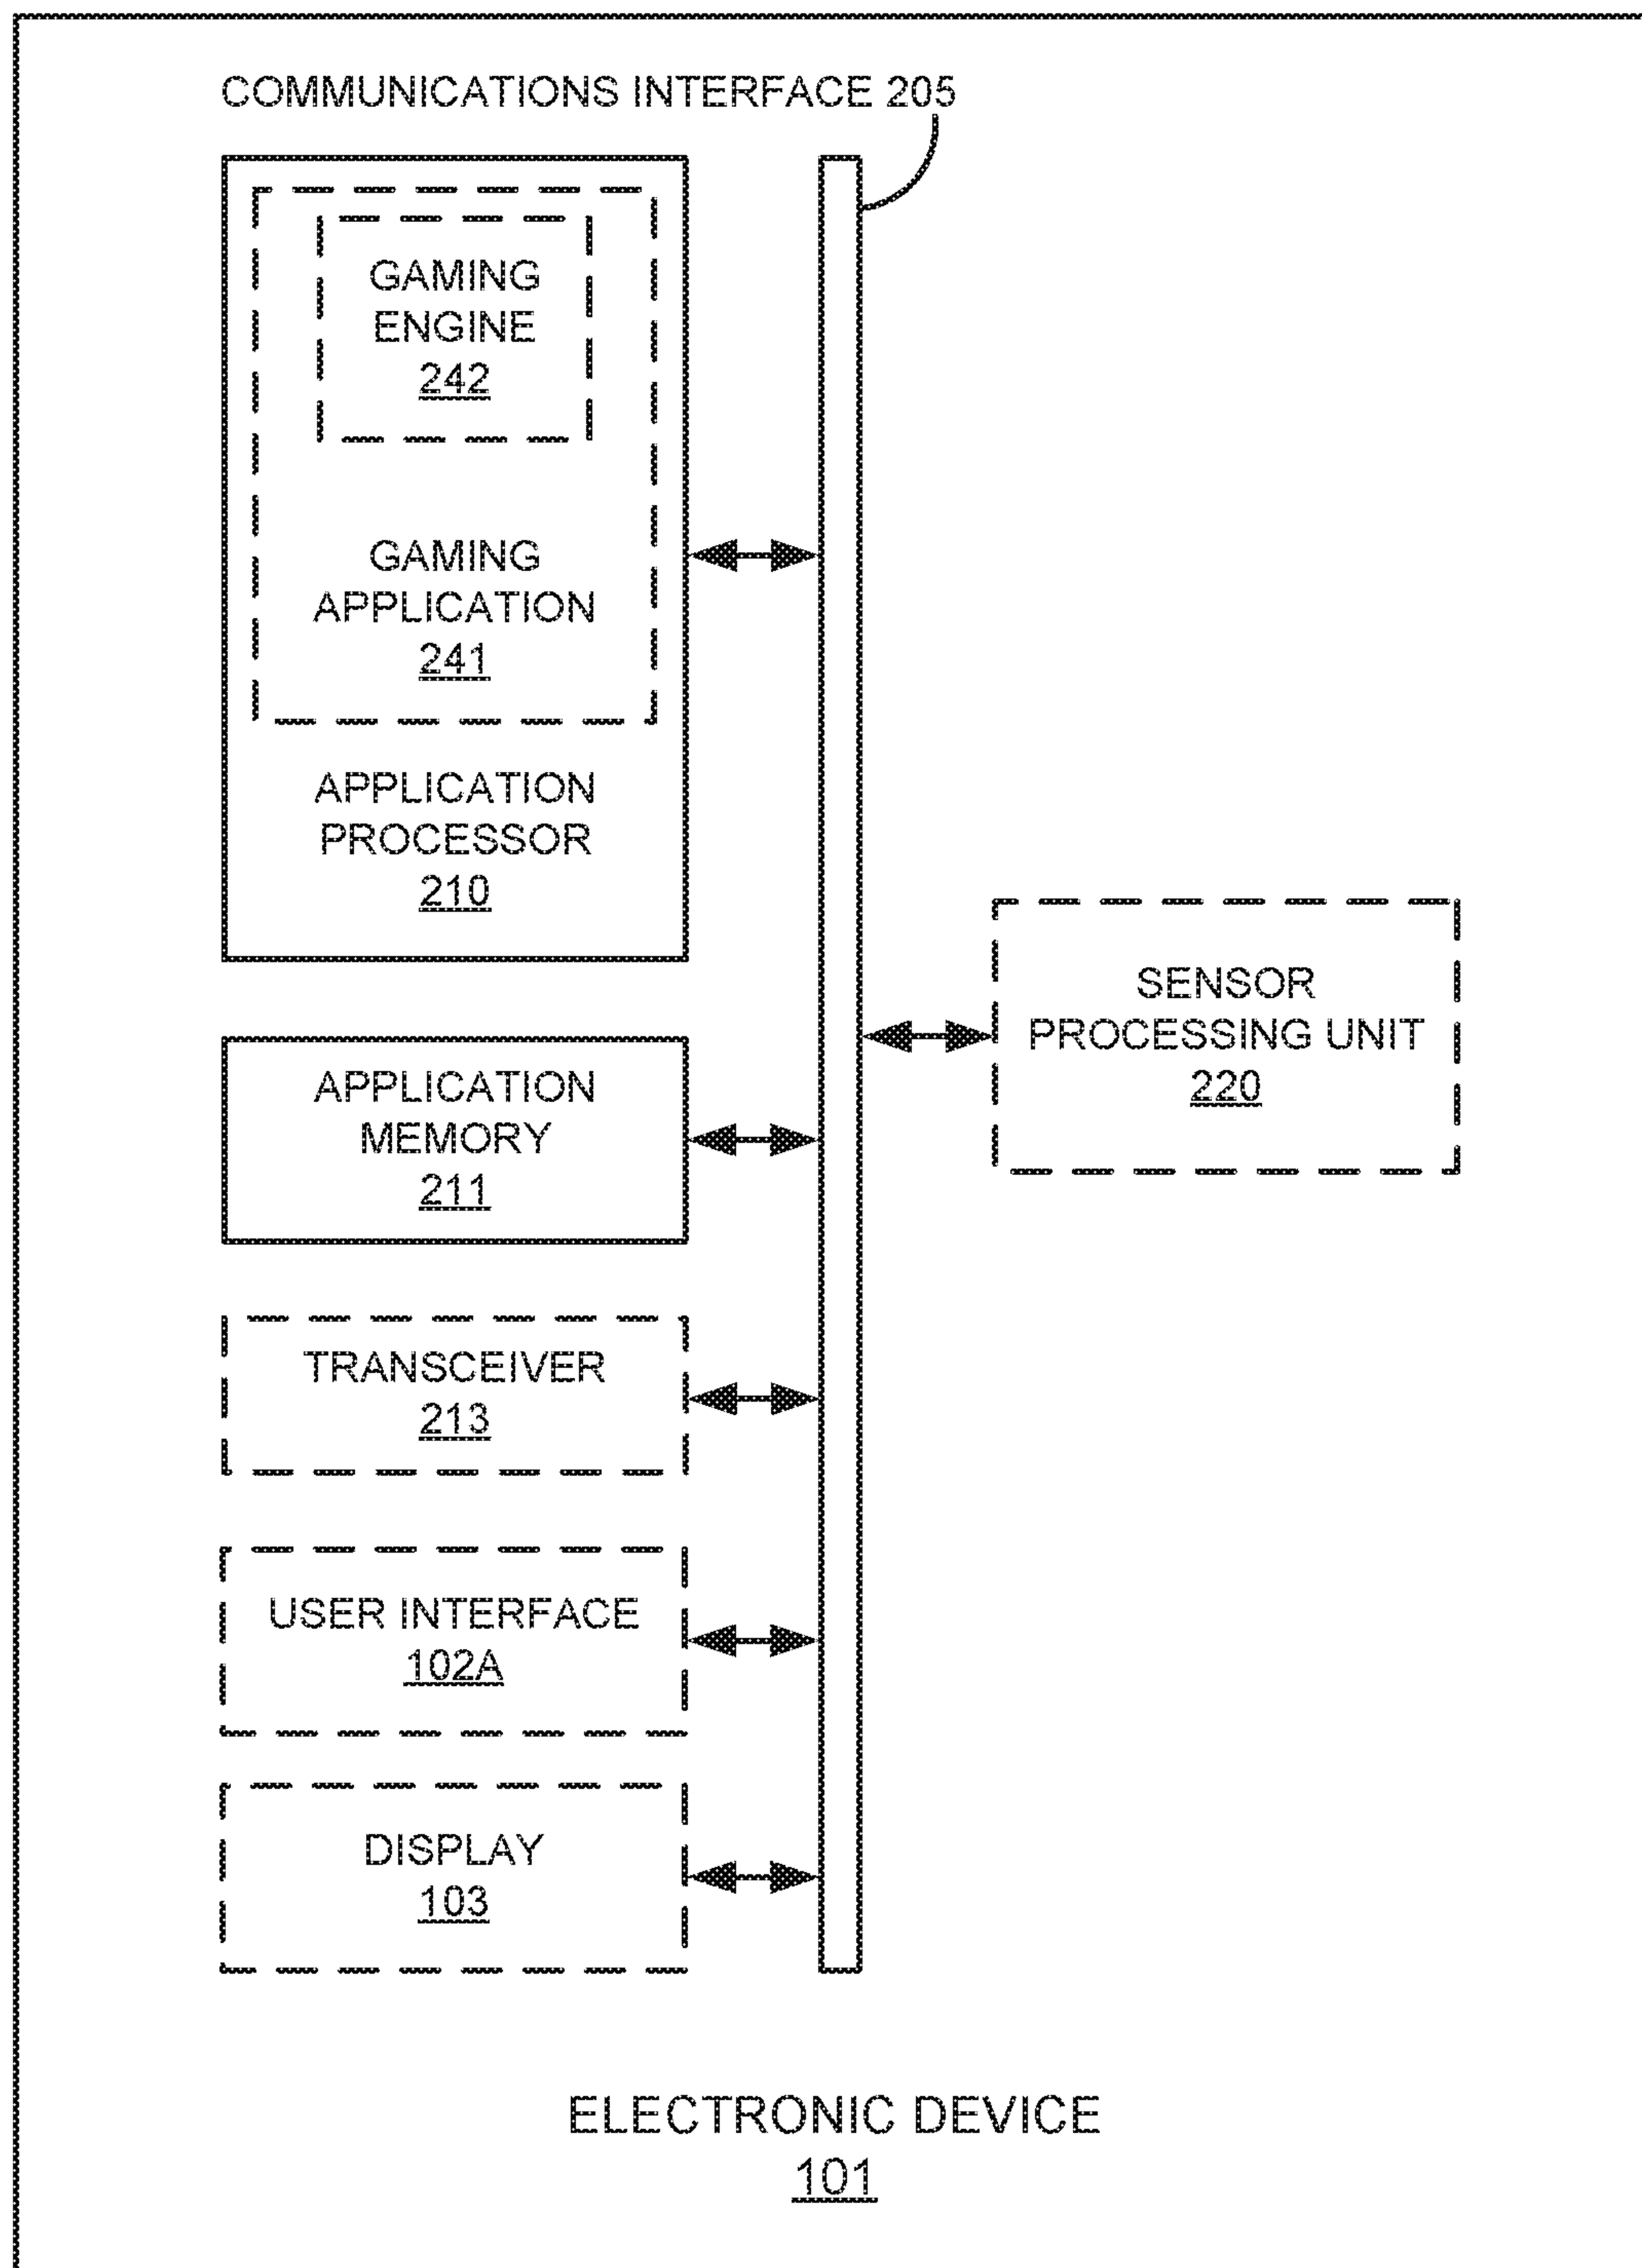 COMMUNICATIONS INTERFACE 205
GAMING
ENGINE
242
GAMING
APPLICATION
241
APPLICATION
PROCESSOR
210
SENSOR
PROCESSING UNIT
220
APPLICATION
MEMORY
211
TRANSCEIVER
213
USER INTERFACE
102A
DISPLAY
103
ELECTRONIC DEVICE
101